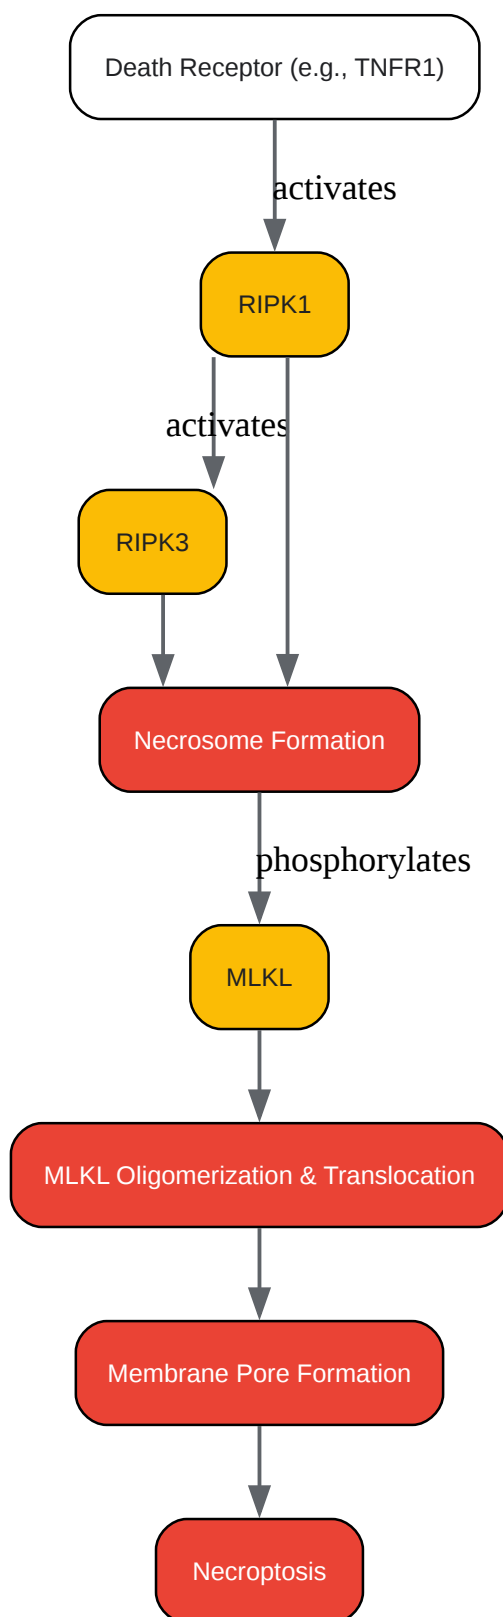 Death Receptor (e.g., TNFR1)
activates
RIPK1
activates
RIPK3
Necrosome Formation
phosphorylates
MLKL
MLKL Oligomerization & Translocation
Membrane Pore Formation
Necroptosis